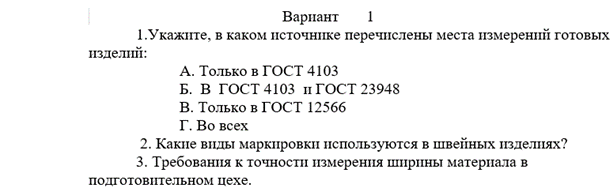 Вариант 1
1.Укажите, в каком источнике перечислены места измерений готовых
изделий:
А. Только в ГОСТ 4103
Б. В ГОСТ 4103 и ГОСТ 23948
В. Только в ГОСТ 12566
Г. Во всех
2. Какие виды маркировки используются в швейных изделиях?
3. Требования к точности измерения ширины материала в
подготовительном цехе.